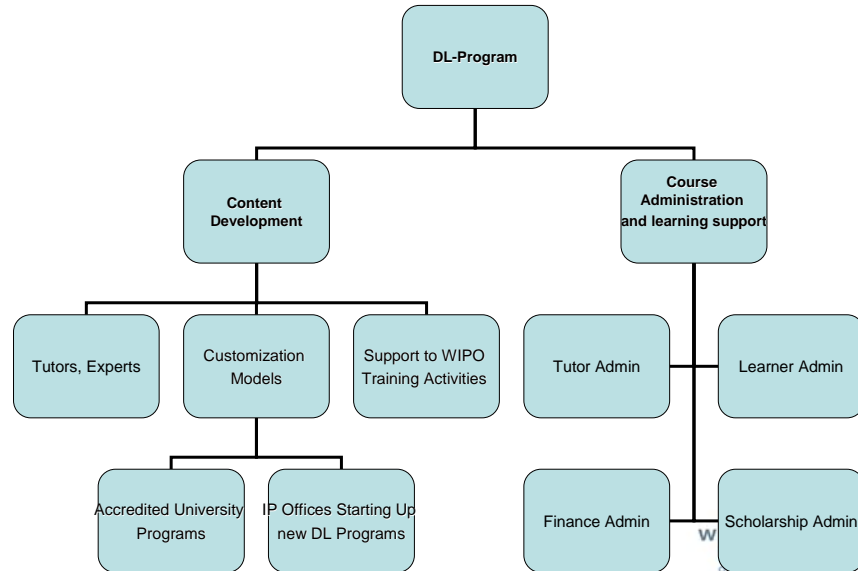 DL-Program
Content
Development
Course
Administration
and learning support
Tutors, Experts
Customization
Models
Support to WIPO
Training Activities
Tutor Admin
Learner Admin
Accredited University
Programs
IP Offices Starting Up
new DL Programs
Finance Admin
Scholarship Admin